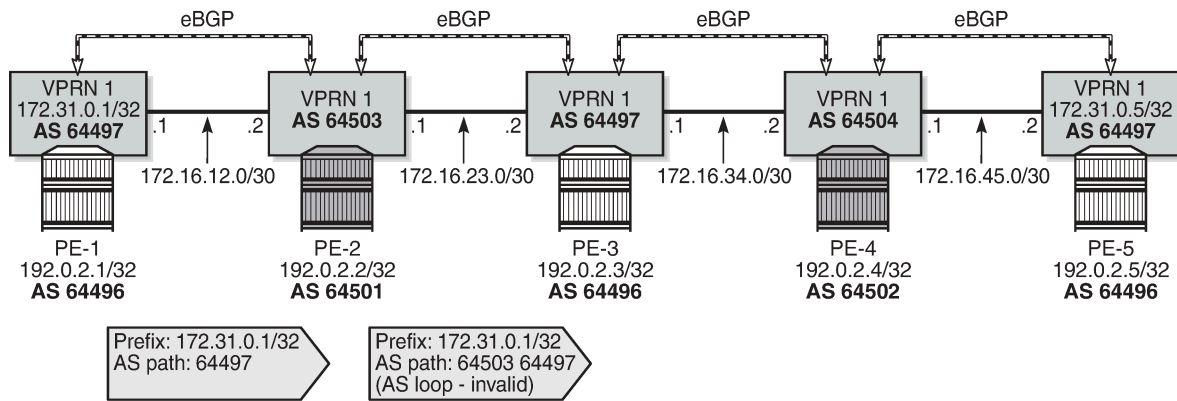 eBGP
eBGP
eBGP
eBGP
VPRN 1
172.31.0.1/32
AS 64497
VPRN 1
AS 64503
VPRN 1
AS 64497
VPRN 1
AS 64504
VPRN 1
172.31.0.5/32
AS 64497
.1
.2
.1
.2
.1
.2
.1
.2
172.16.12.0/30
172.16.23.0/30
172.16.34.0/30
172.16.45.0/30
PE-1
192.0.2.1/32
AS 64496
PE-2
192.0.2.2/32
AS 64501
PE-3
192.0.2.3/32
AS 64496
PE-4
192.0.2.4/32
AS 64502
PE-5
192.0.2.5/32
AS 64496
Prefix: 172.31.0.1/32
AS path: 64497
Prefix: 172.31.0.1/32
AS path: 64503 64497
(AS loop - invalid)